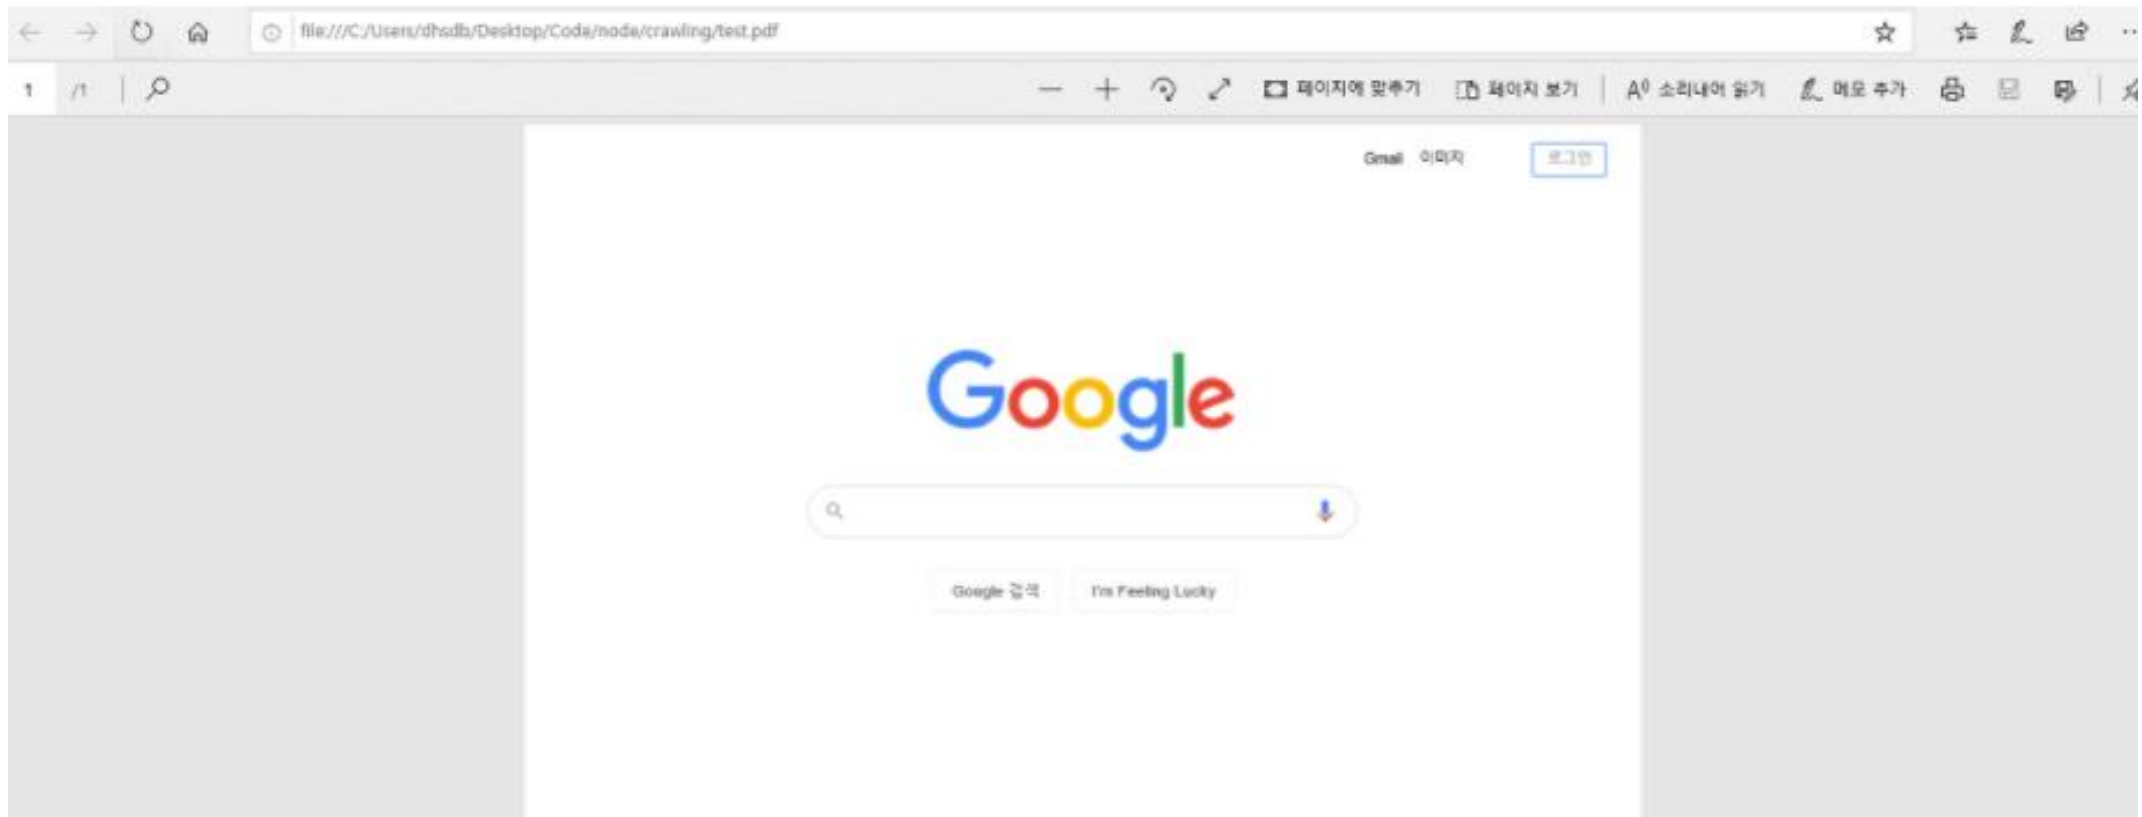 file:///C:/Users/dhsdb/Desktop/Code/node/crawling/test.pdf
1 /1 페이지에 맞추기 페이지 보기 소리내어 읽기 메모 추가
Gmail 이미지 로그인
Google
Google 검색 I'm Feeling Lucky